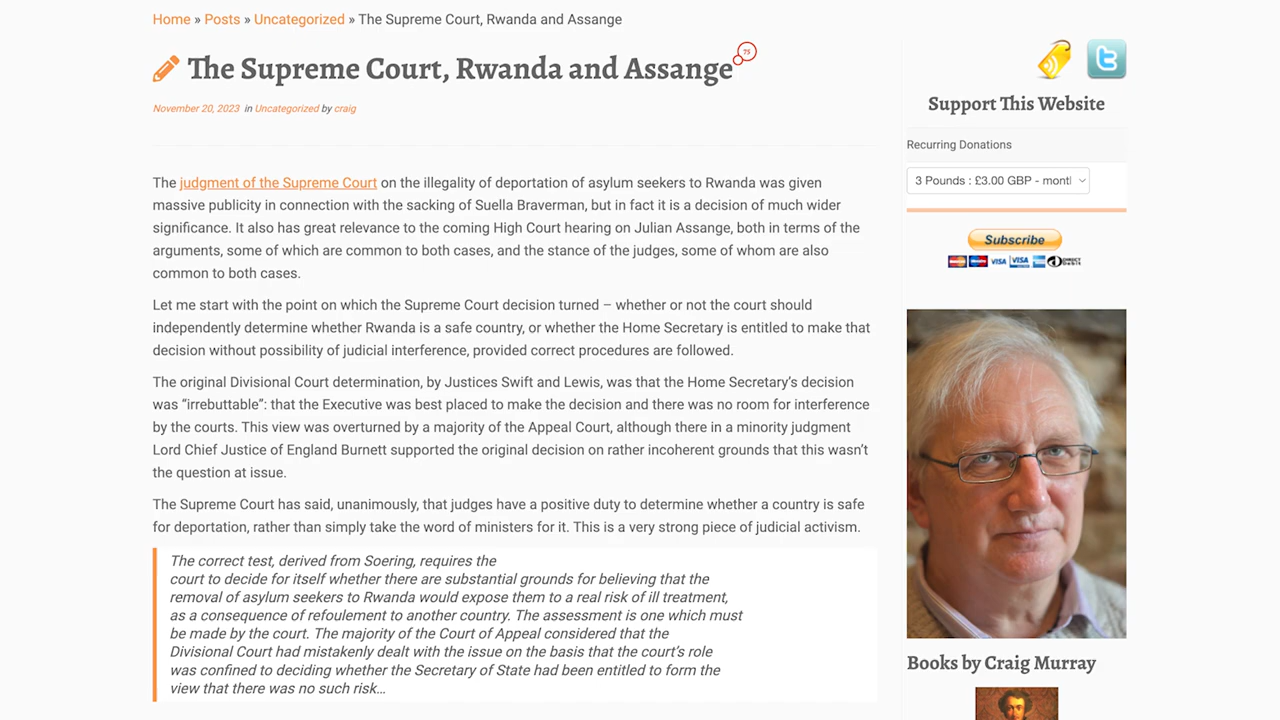 Home » Posts » Uncategorized » The Supreme Court, Rwanda and Assange
The Supreme Court, Rwanda and Assange
75
November 20, 2023 in Uncategorized by craig
The judgment of the Supreme Court on the illegality of deportation of asylum seekers to Rwanda was given
massive publicity in connection with the sacking of Suella Braverman, but in fact it is a decision of much wider
significance. It also has great relevance to the coming High Court hearing on Julian Assange, both in terms of the
arguments, some of which are common to both cases, and the stance of the judges, some of whom are also
common to both cases.
Let me start with the point on which the Supreme Court decision turned – whether or not the court should
independently determine whether Rwanda is a safe country, or whether the Home Secretary is entitled to make that
decision without possibility of judicial interference, provided correct procedures are followed.
The original Divisional Court determination, by Justices Swift and Lewis, was that the Home Secretary's decision
was "irrebuttable": that the Executive was best placed to make the decision and there was no room for interference
by the courts. This view was overturned by a majority of the Appeal Court, although there in a minority judgment
Lord Chief Justice of England Burnett supported the original decision on rather incoherent grounds that this wasn't
the question at issue.
The Supreme Court has said, unanimously, that judges have a positive duty to determine whether a country is safe
for deportation, rather than simply take the word of ministers for it. This is a very strong piece of judicial activism.
The correct test, derived from Soering, requires the
court to decide for itself whether there are substantial grounds for believing that the
removal of asylum seekers to Rwanda would expose them to a real risk of ill treatment,
as a consequence of refoulement to another country. The assessment is one which must
be made by the court. The majority of the Court of Appeal considered that the
Divisional Court had mistakenly dealt with the issue on the basis that the court's role
was confined to deciding whether the Secretary of State had been entitled to form the
view that there was no such risk…
Support This Website
Recurring Donations
3 Pounds : £3.00 GBP - montl
Subscribe
VISA VISA DIRECT Debit
Books by Craig Murray